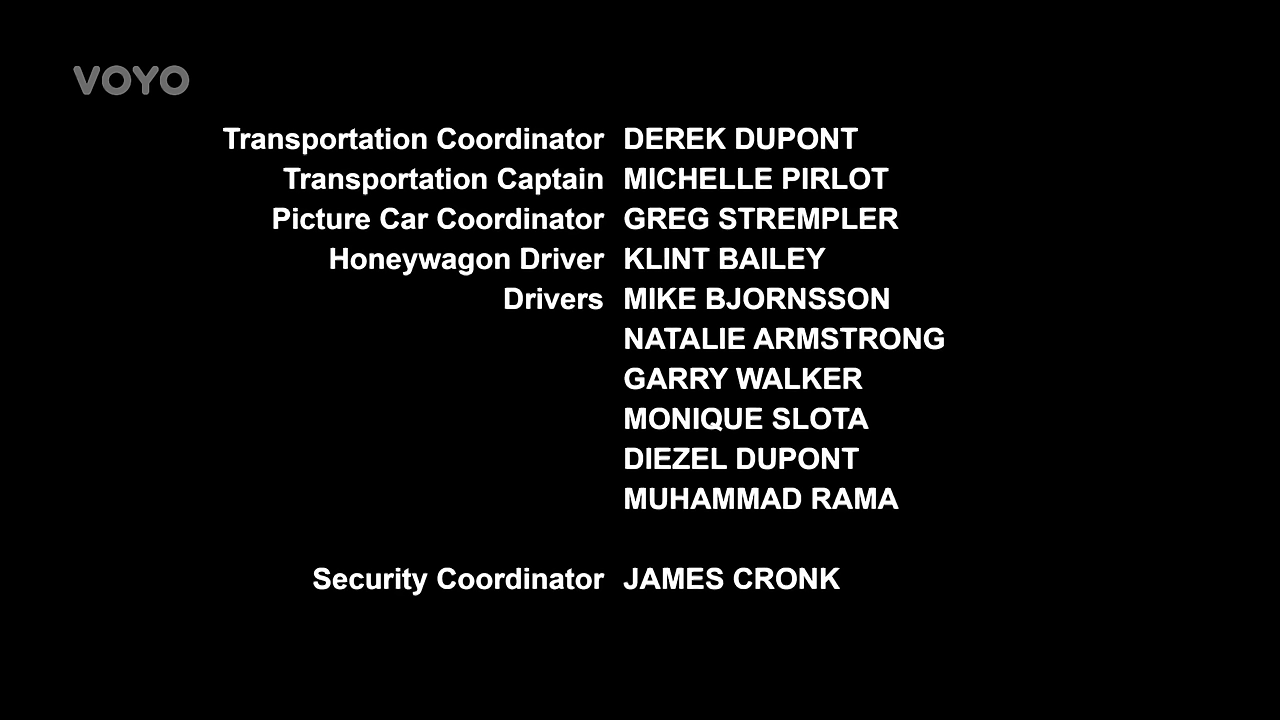 VOYO
Transportation Coordinator DEREK DUPONT
Transportation Captain MICHELLE PIRLOT
Picture Car Coordinator GREG STREMPLER
Honeywagon Driver KLINT BAILEY
Drivers MIKE BJORNSSON
NATALIE ARMSTRONG
GARRY WALKER
MONIQUE SLOTA
DIEZEL DUPONT
MUHAMMAD RAMA
Security Coordinator JAMES CRONK